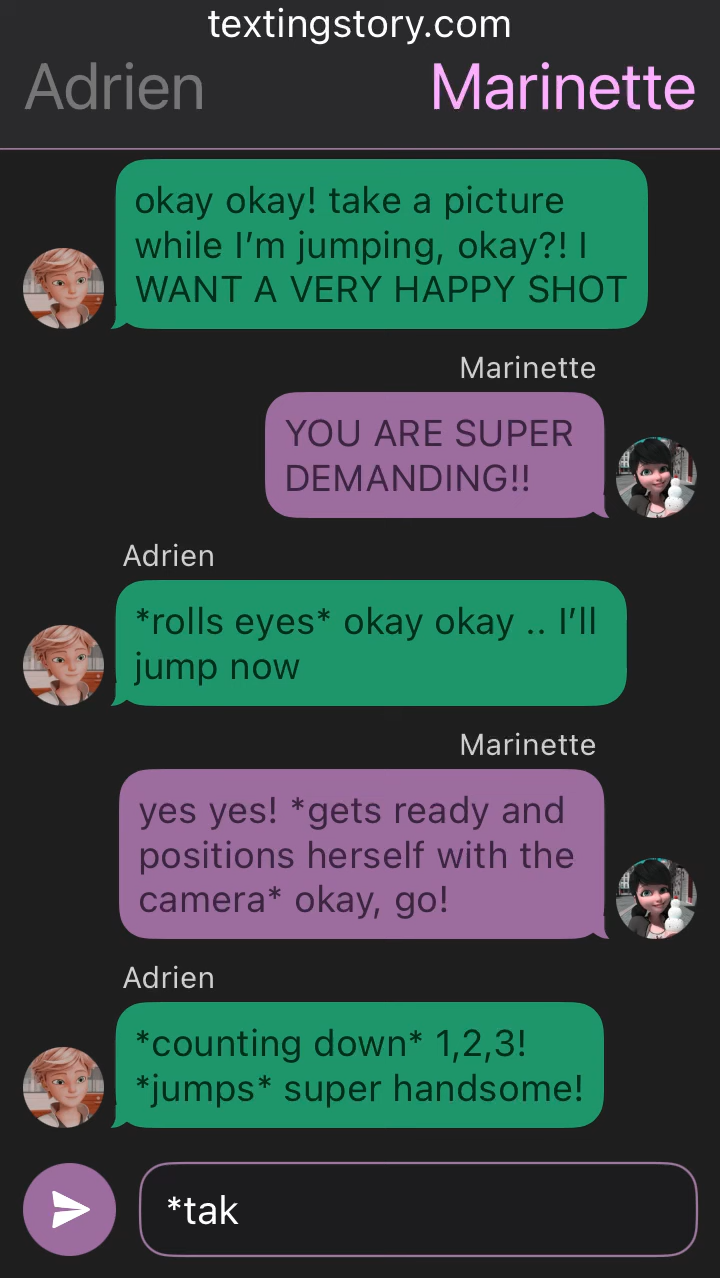 textingstory.com
Adrien
Marinette
okay okay! take a picture
while I’m jumping, okay?! I
WANT A VERY HAPPY SHOT
Marinette
YOU ARE SUPER
DEMANDING!!
Adrien
*rolls eyes* okay okay .. I’ll
jump now
Marinette
yes yes! *gets ready and
positions herself with the
camera* okay, go!
Adrien
*counting down* 1,2,3!
*jumps* super handsome!
*tak